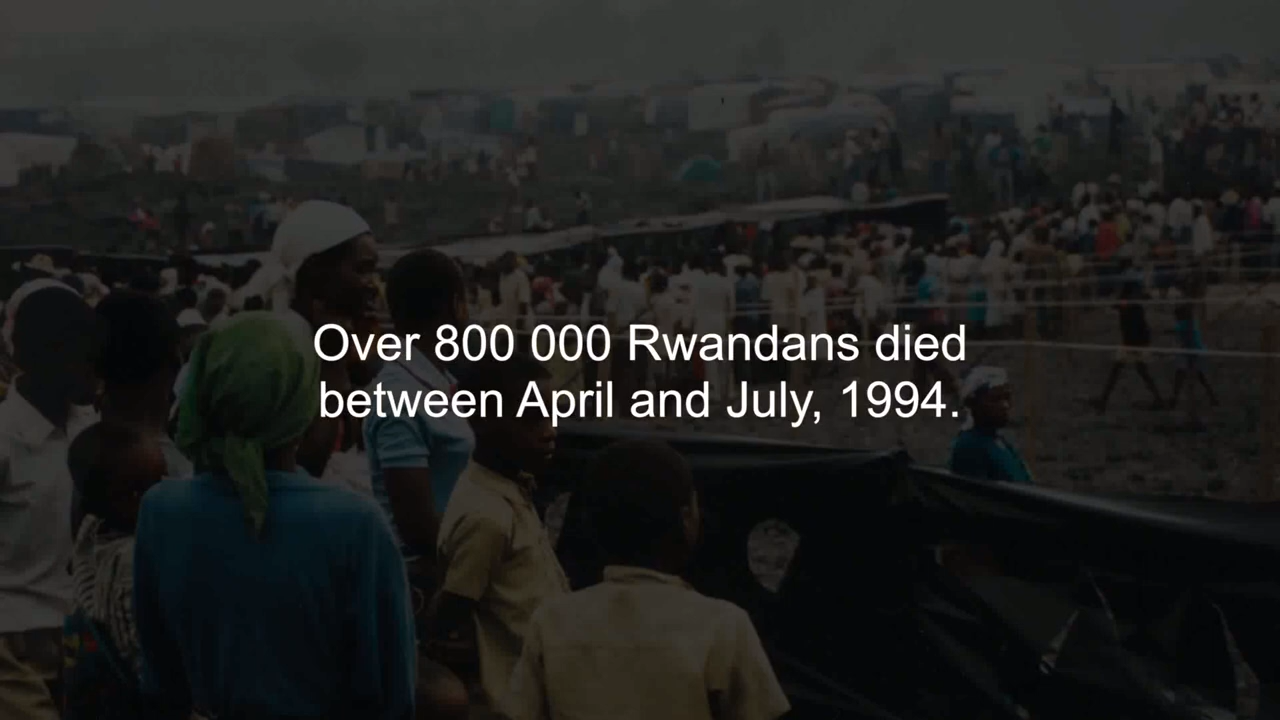 Over 800 000 Rwandans died
between April and July, 1994.